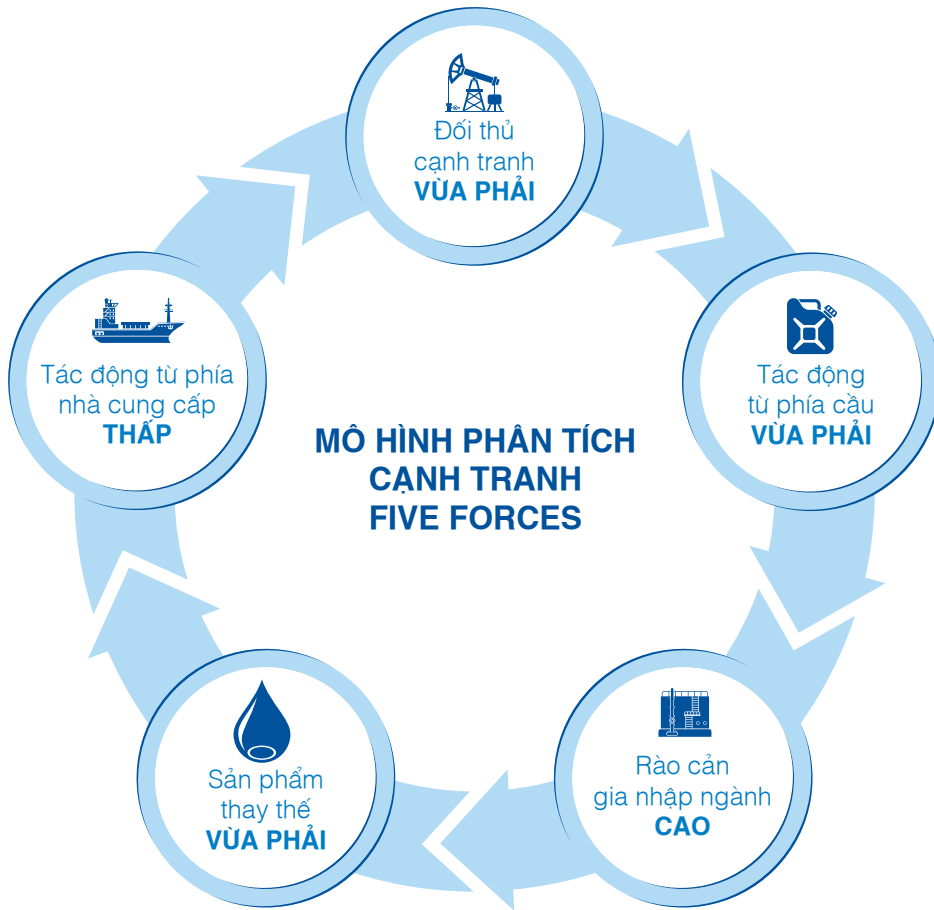 Đối thủ
cạnh tranh
VỪA PHẢI
Tác động
từ phía cầu
VỪA PHẢI
Rào cản
gia nhập ngành
CAO
Sản phẩm
thay thế
VỪA PHẢI
Tác động từ phía
nhà cung cấp
THẤP
MÔ HÌNH PHÂN TÍCH
CẠNH TRANH
FIVE FORCES